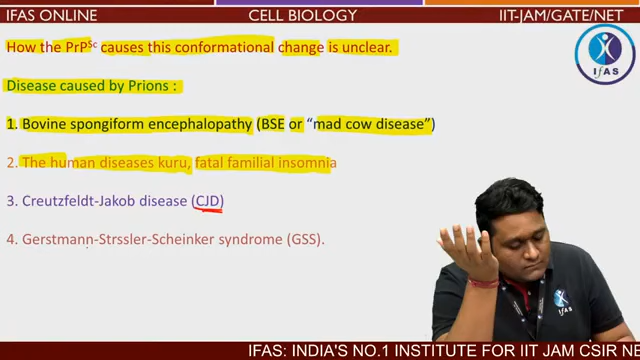 IFAS ONLINE CELL BIOLOGY IIT-JAM/GATE/NET
How the PrPSc causes this conformational change is unclear.
IFAS
Disease caused by Prions :
1. Bovine spongiform encephalopathy (BSE or “mad cow disease”)
2. The human diseases kuru, fatal familial insomnia
3. Creutzfeldt-Jakob disease (CJD)
4. Gerstmann-Strssler-Scheinker syndrome (GSS).
IFAS: INDIA'S NO.1 INSTITUTE FOR IIT JAM CSIR NE